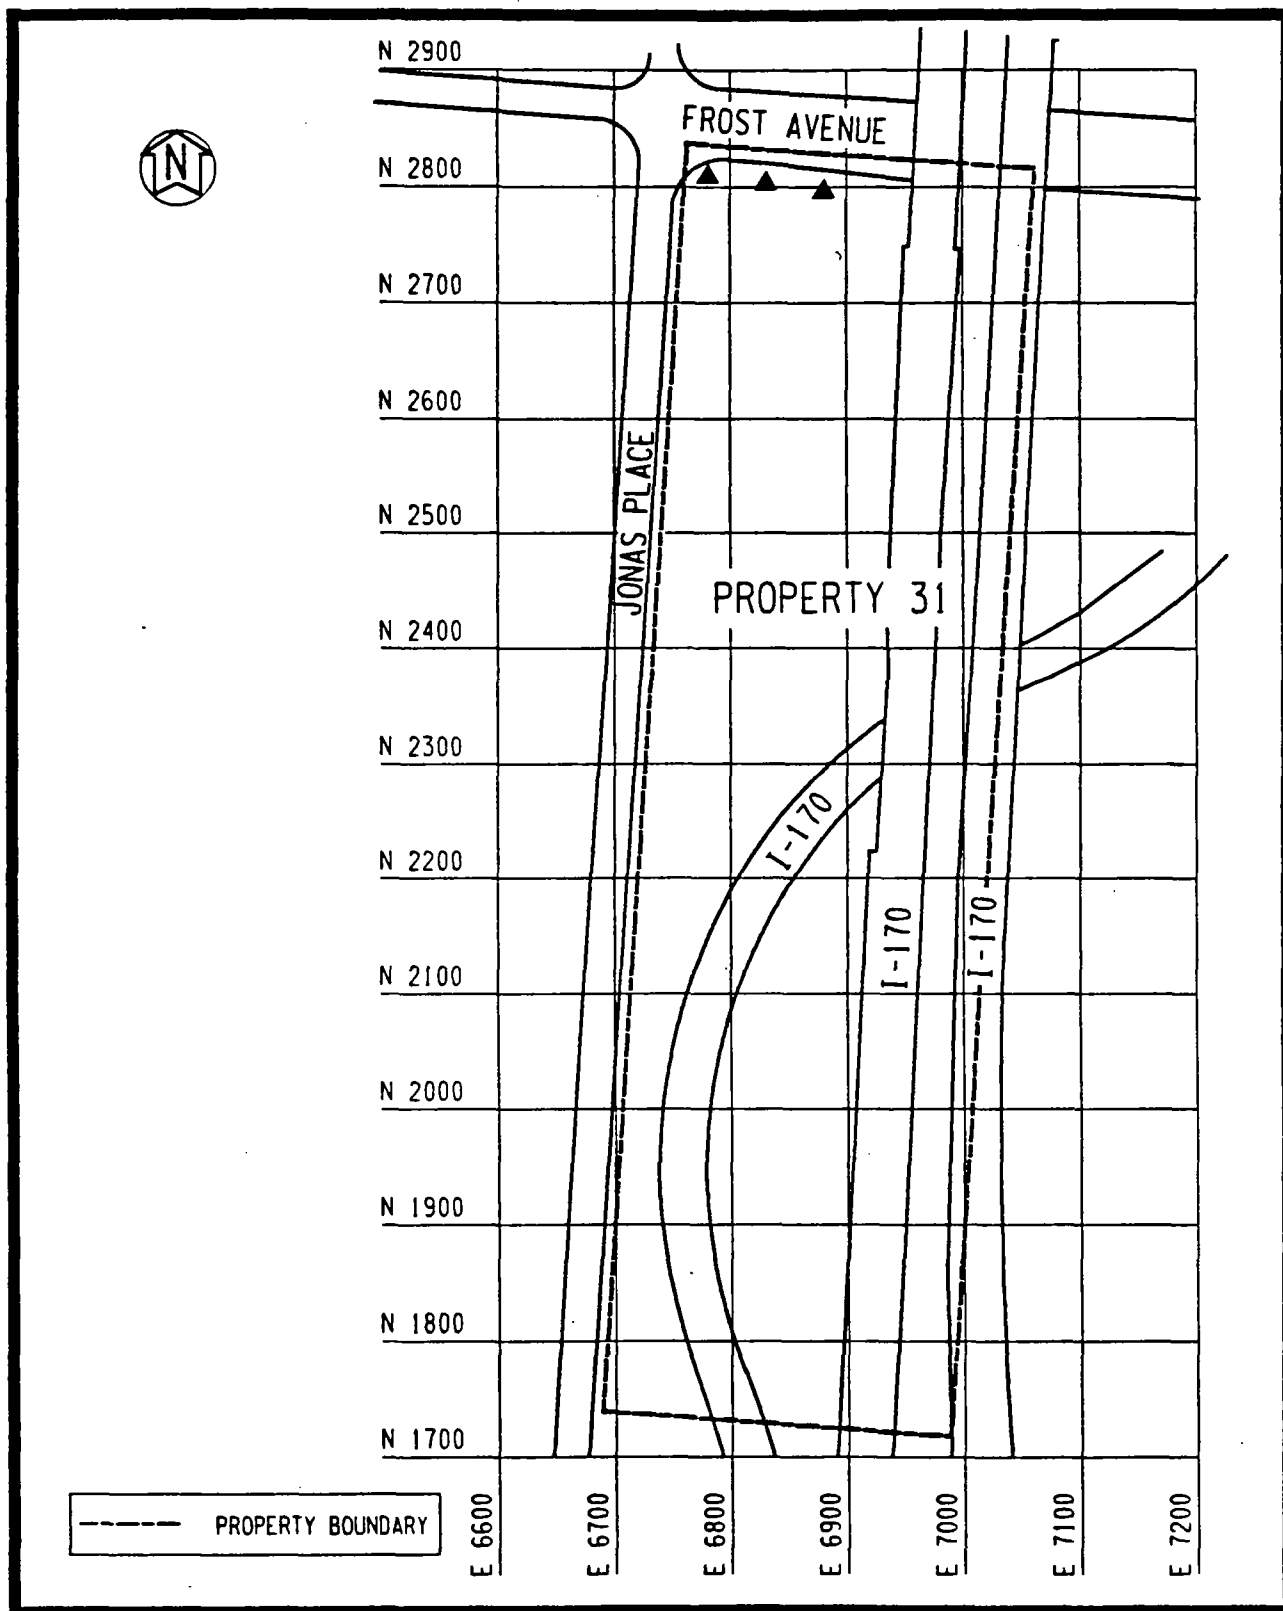 N 2900
FROST AVENUE
N
N 2800
N 2700
N 2600
JONAS PLACE
N 2500
PROPERTY 31
N 2400
N 2300
I-170
N 2200
I-170
I-170
N 2100
N 2000
N 1900
N 1800
N 1700
E 6600
E 6700
E 6800
E 6900
E 7000
E 7100
E 7200
PROPERTY BOUNDARY